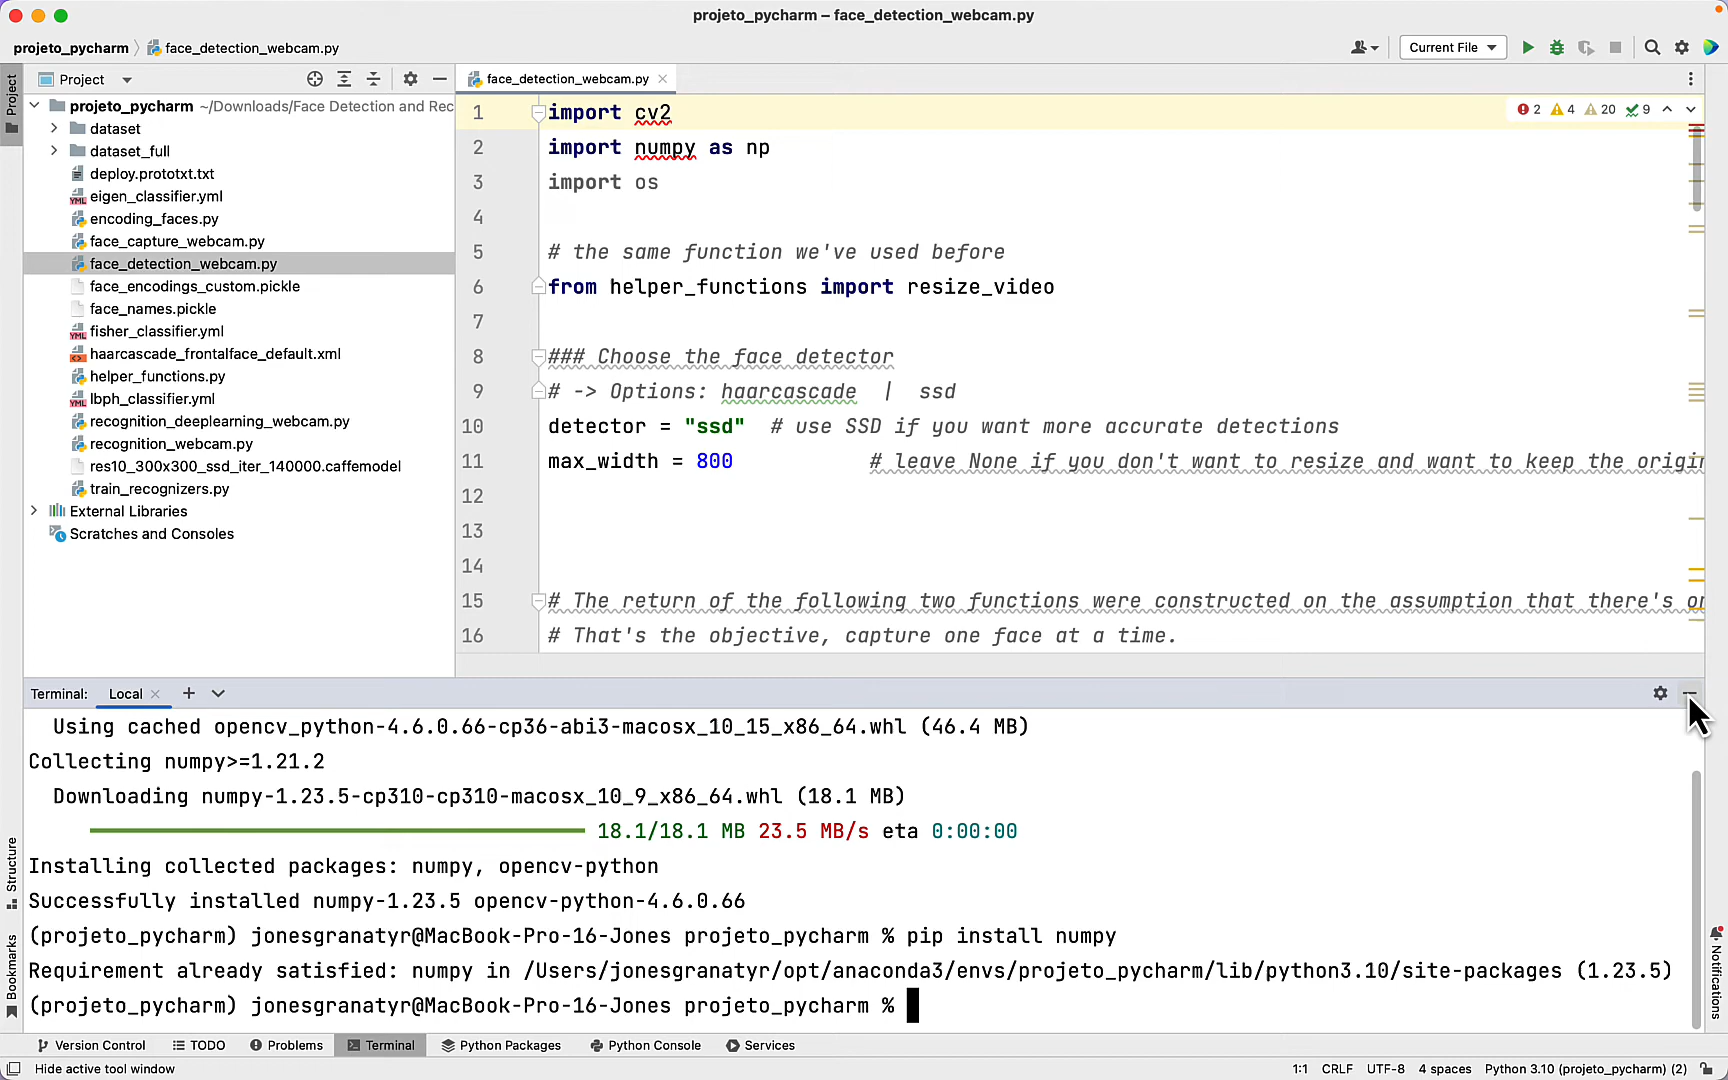 projeto_pycharm – face_detection_webcam.py
projeto_pycharm
face_detection_webcam.py
Current File
Project
Project
projeto_pycharm ~/Downloads/Face Detection and Rec
dataset
dataset_full
deploy.prototxt.txt
eigen_classifier.yml
encoding_faces.py
face_capture_webcam.py
face_detection_webcam.py
face_encodings_custom.pickle
face_names.pickle
fisher_classifier.yml
haarcascade_frontalface_default.xml
helper_functions.py
lbph_classifier.yml
recognition_deeplearning_webcam.py
recognition_webcam.py
res10_300x300_ssd_iter_140000.caffemodel
train_recognizers.py
External Libraries
Scratches and Consoles
face_detection_webcam.py
2 4 20 9
1 import cv2
2 import numpy as np
3 import os
4
5 # the same function we've used before
6 from helper_functions import resize_video
7
8 ### Choose the face detector
9 # -> Options: haarcascade | ssd
10 detector = "ssd" # use SSD if you want more accurate detections
11 max_width = 800 # leave None if you don't want to resize and want to keep the origin
12
13
14
15 # The return of the following two functions were constructed on the assumption that there's on
16 # That's the objective, capture one face at a time.
Terminal: Local
Using cached opencv_python-4.6.0.66-cp36-abi3-macosx_10_15_x86_64.whl (46.4 MB)
Collecting numpy>=1.21.2
Downloading numpy-1.23.5-cp310-cp310-macosx_10_9_x86_64.whl (18.1 MB)
18.1/18.1 MB 23.5 MB/s eta 0:00:00
Installing collected packages: numpy, opencv-python
Successfully installed numpy-1.23.5 opencv-python-4.6.0.66
(projeto_pycharm) jonesgranatyr@MacBook-Pro-16-Jones projeto_pycharm % pip install numpy
Requirement already satisfied: numpy in /Users/jonesgranatyr/opt/anaconda3/envs/projeto_pycharm/lib/python3.10/site-packages (1.23.5)
(projeto_pycharm) jonesgranatyr@MacBook-Pro-16-Jones projeto_pycharm %
Structure
Bookmarks
Notifications
Version Control TODO Problems Terminal Python Packages Python Console Services
Hide active tool window
1:1 CRLF UTF-8 4 spaces Python 3.10 (projeto_pycharm) (2)